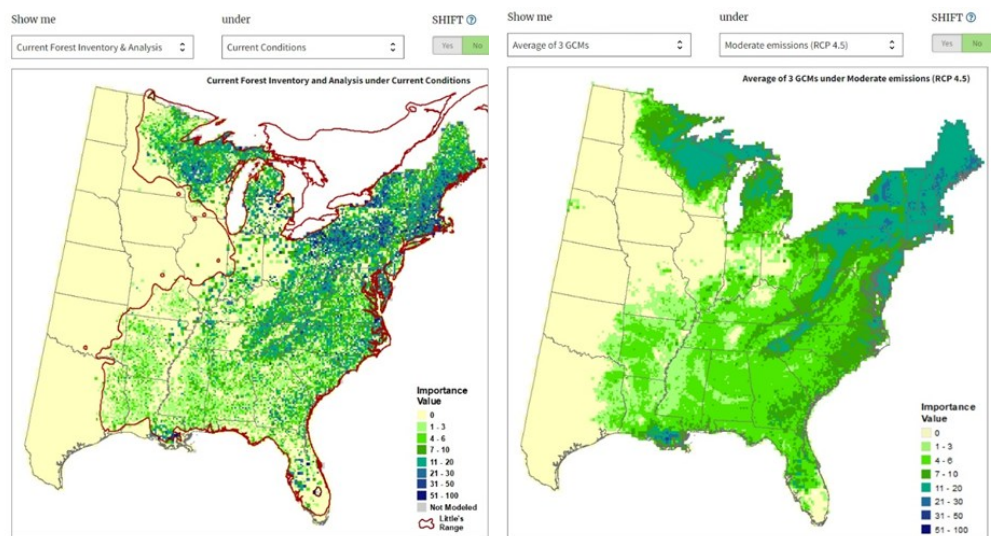 Show me
under
SHIFT ?
Current Forest Inventory & Analysis
Current Conditions
Yes
No
Current Forest Inventory and Analysis under Current Conditions
Importance
Value
0
1 - 3
4 - 6
7 - 10
11 - 20
21 - 30
31 - 50
51 - 100
Not Modeled
Little's
Range
Show me
under
SHIFT ?
Average of 3 GCMs
Moderate emissions (RCP 4.5)
Yes
No
Average of 3 GCMs under Moderate emissions (RCP 4.5)
Importance
Value
0
1 - 3
4 - 6
7 - 10
11 - 20
21 - 30
31 - 50
51 - 100